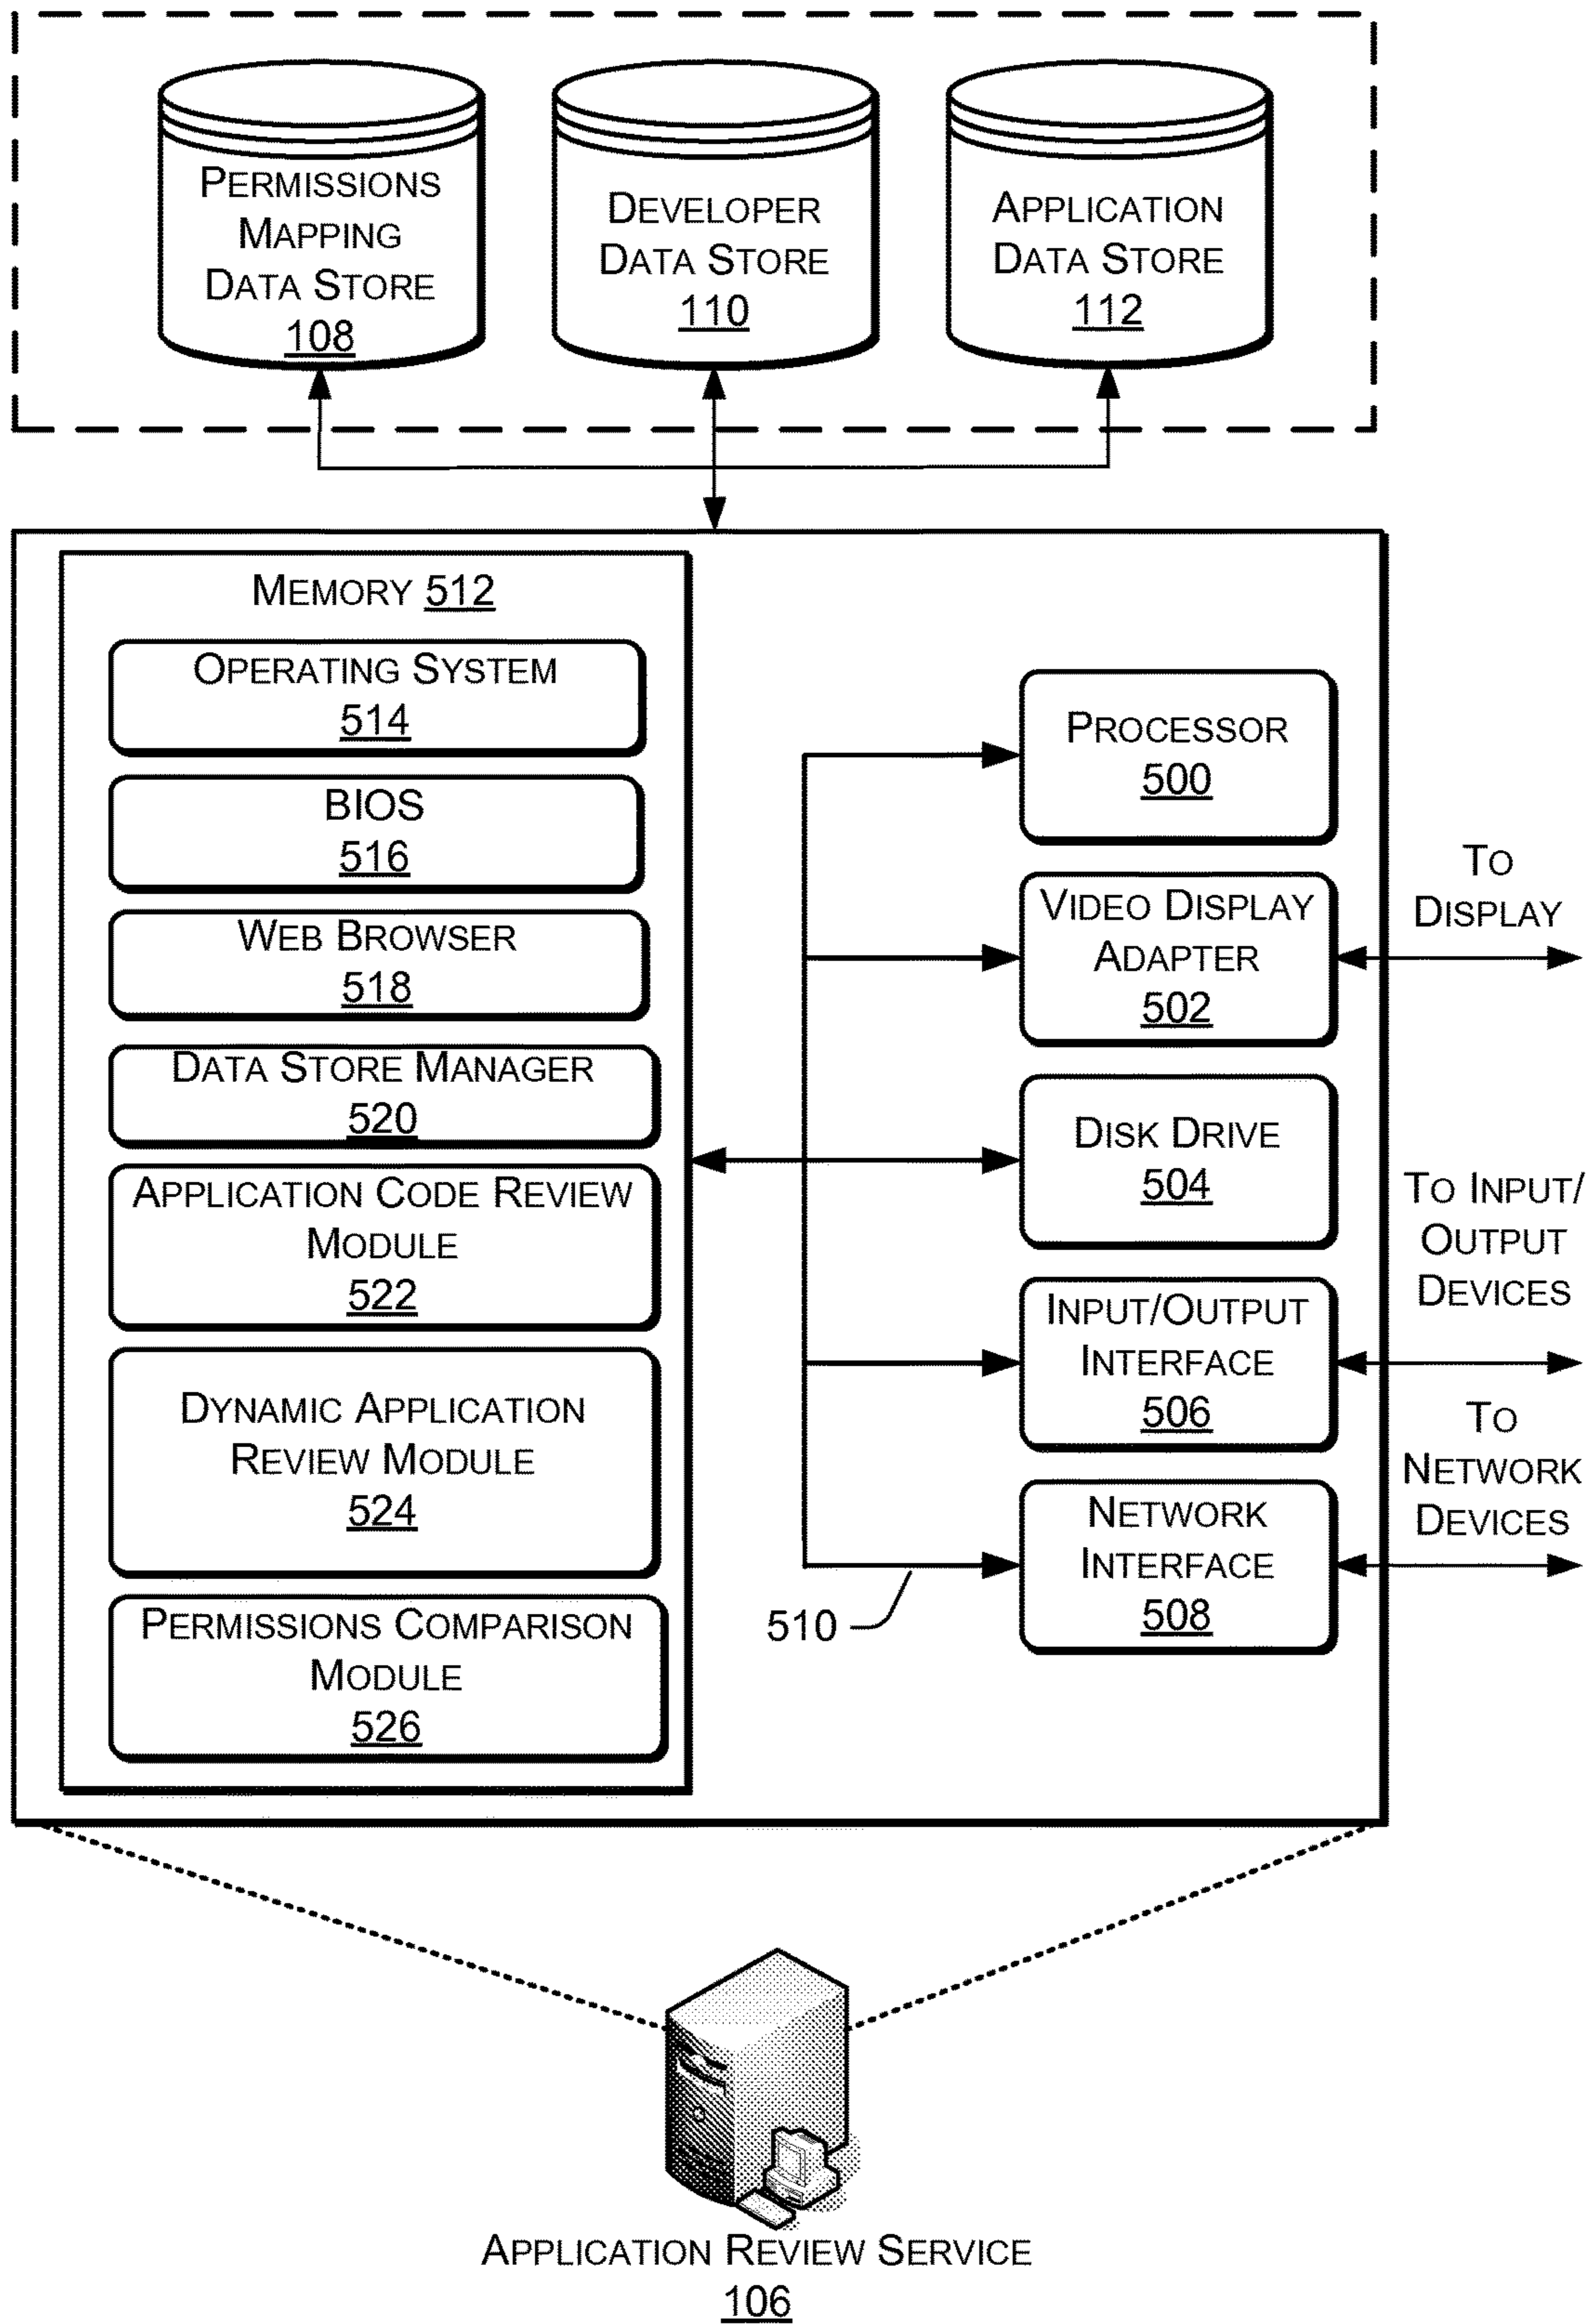 PERMISSIONS
MAPPING
DATA STORE
108
DEVELOPER
DATA STORE
110
APPLICATION
DATA STORE
112
MEMORY 512
OPERATING SYSTEM
514
BIOS
516
WEB BROWSER
518
DATA STORE MANAGER
520
APPLICATION CODE REVIEW
MODULE
522
DYNAMIC APPLICATION
REVIEW MODULE
524
PERMISSIONS COMPARISON
MODULE
526
PROCESSOR
500
VIDEO DISPLAY
ADAPTER
502
DISK DRIVE
504
INPUT/OUTPUT
INTERFACE
506
NETWORK
INTERFACE
508
510
TO
DISPLAY
TO INPUT/
OUTPUT
DEVICES
TO
NETWORK
DEVICES
APPLICATION REVIEW SERVICE
106